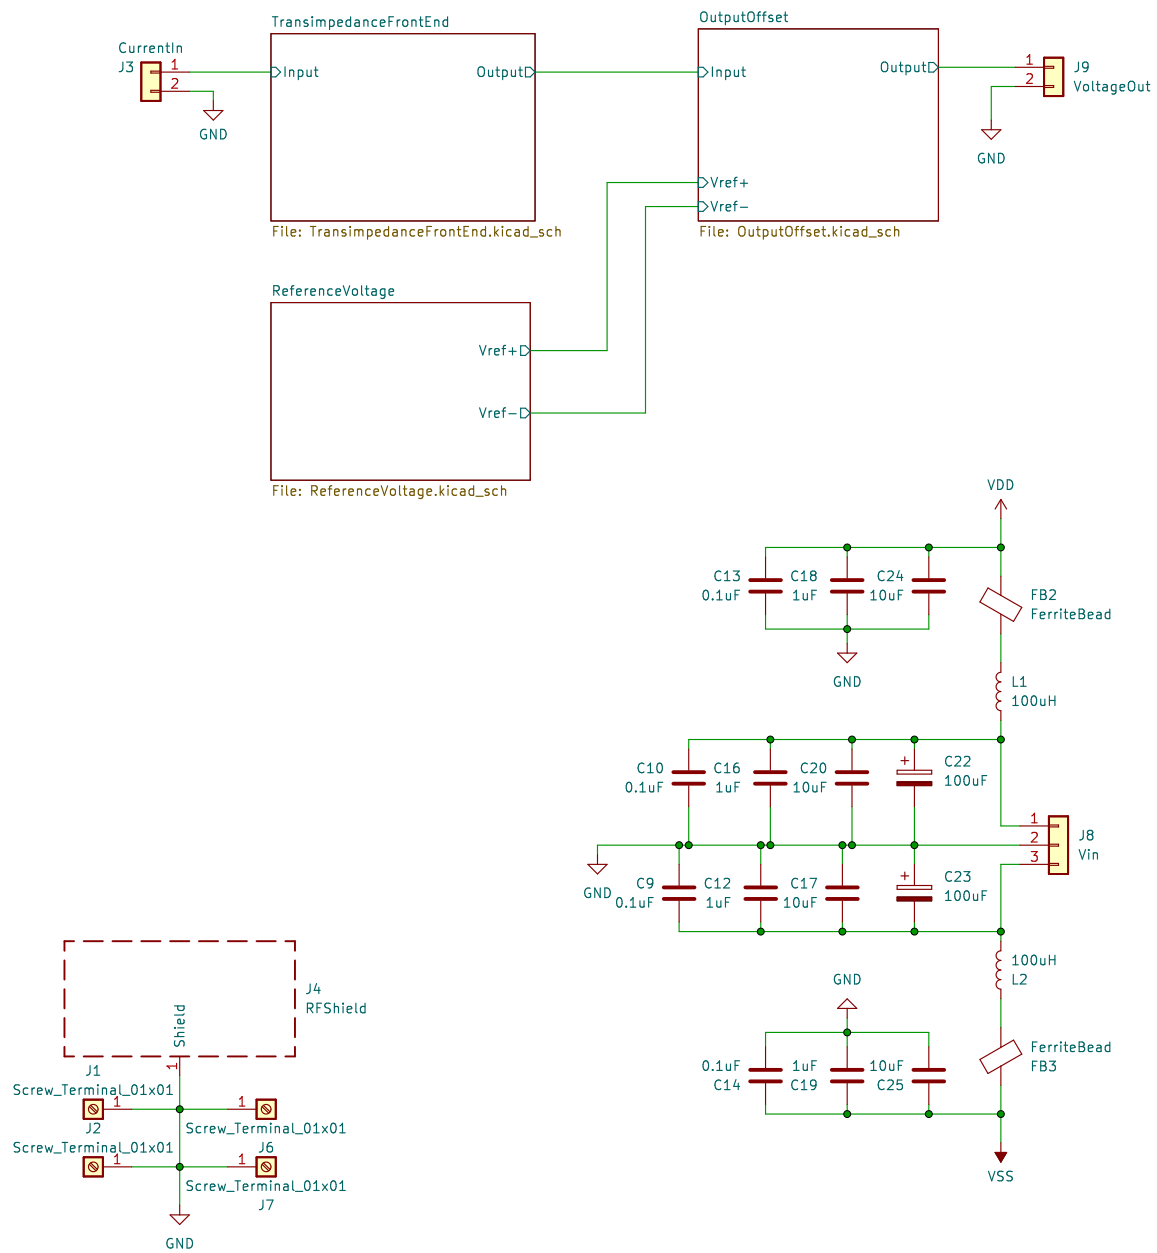 TransimpedanceFrontEnd
OutputOffset
CurrentIn
J3
1
2
GND
Input
Output
Input
Output
1
2
J9
VoltageOut
GND
Vref+
Vref-
File: TransimpedanceFrontEnd.kicad_sch
File: OutputOffset.kicad_sch
ReferenceVoltage
Vref+
Vref-
File: ReferenceVoltage.kicad_sch
VDD
C13
0.1uF
C18
1uF
C24
10uF
FB2
FerriteBead
GND
L1
100uH
C10
0.1uF
C16
1uF
C20
10uF
+
C22
100uF
1
2
3
J8
Vin
GND
C9
0.1uF
C12
1uF
C17
10uF
+
C23
100uF
100uH
L2
GND
0.1uF
C14
1uF
C19
10uF
C25
FerriteBead
FB3
VSS
Shield
1
J4
RFShield
J1
Screw_Terminal_01x01
1
J2
Screw_Terminal_01x01
1
1
Screw_Terminal_01x01
J6
1
Screw_Terminal_01x01
J7
GND